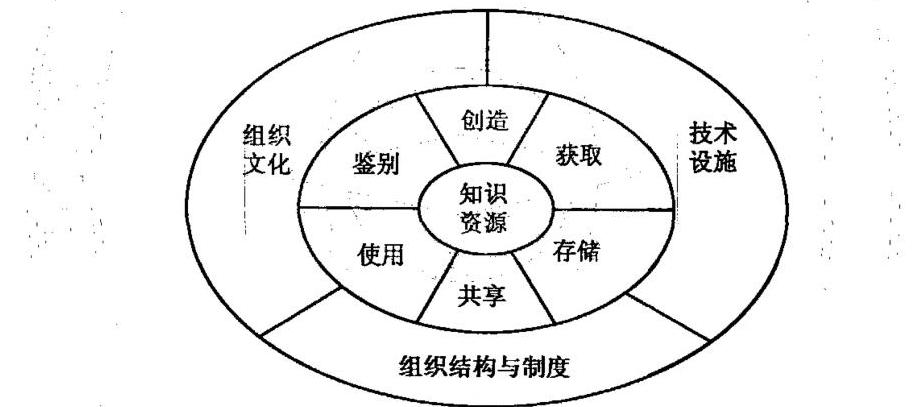 创造
组织
文化
鉴别
获取
技术
设施
知识
资源
使用
存储
共享
组织结构与制度